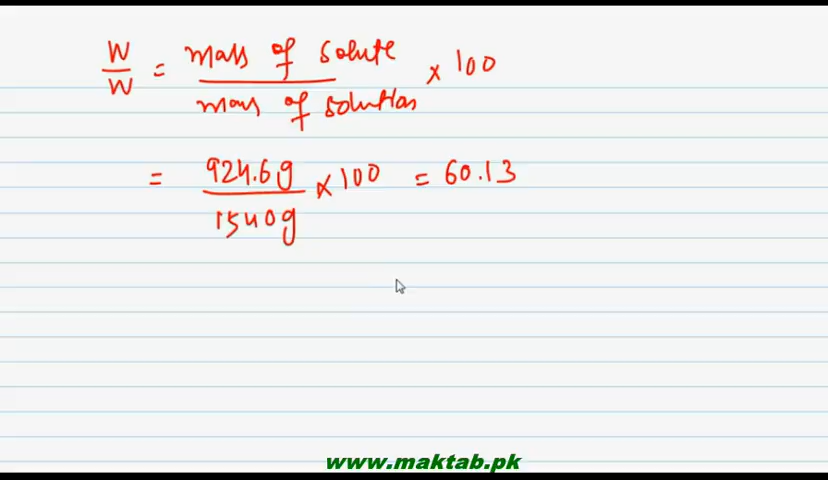 W/W = mass of solute / mass of solution × 100
= 924.6g / 1540g × 100 = 60.13
www.maktab.pk